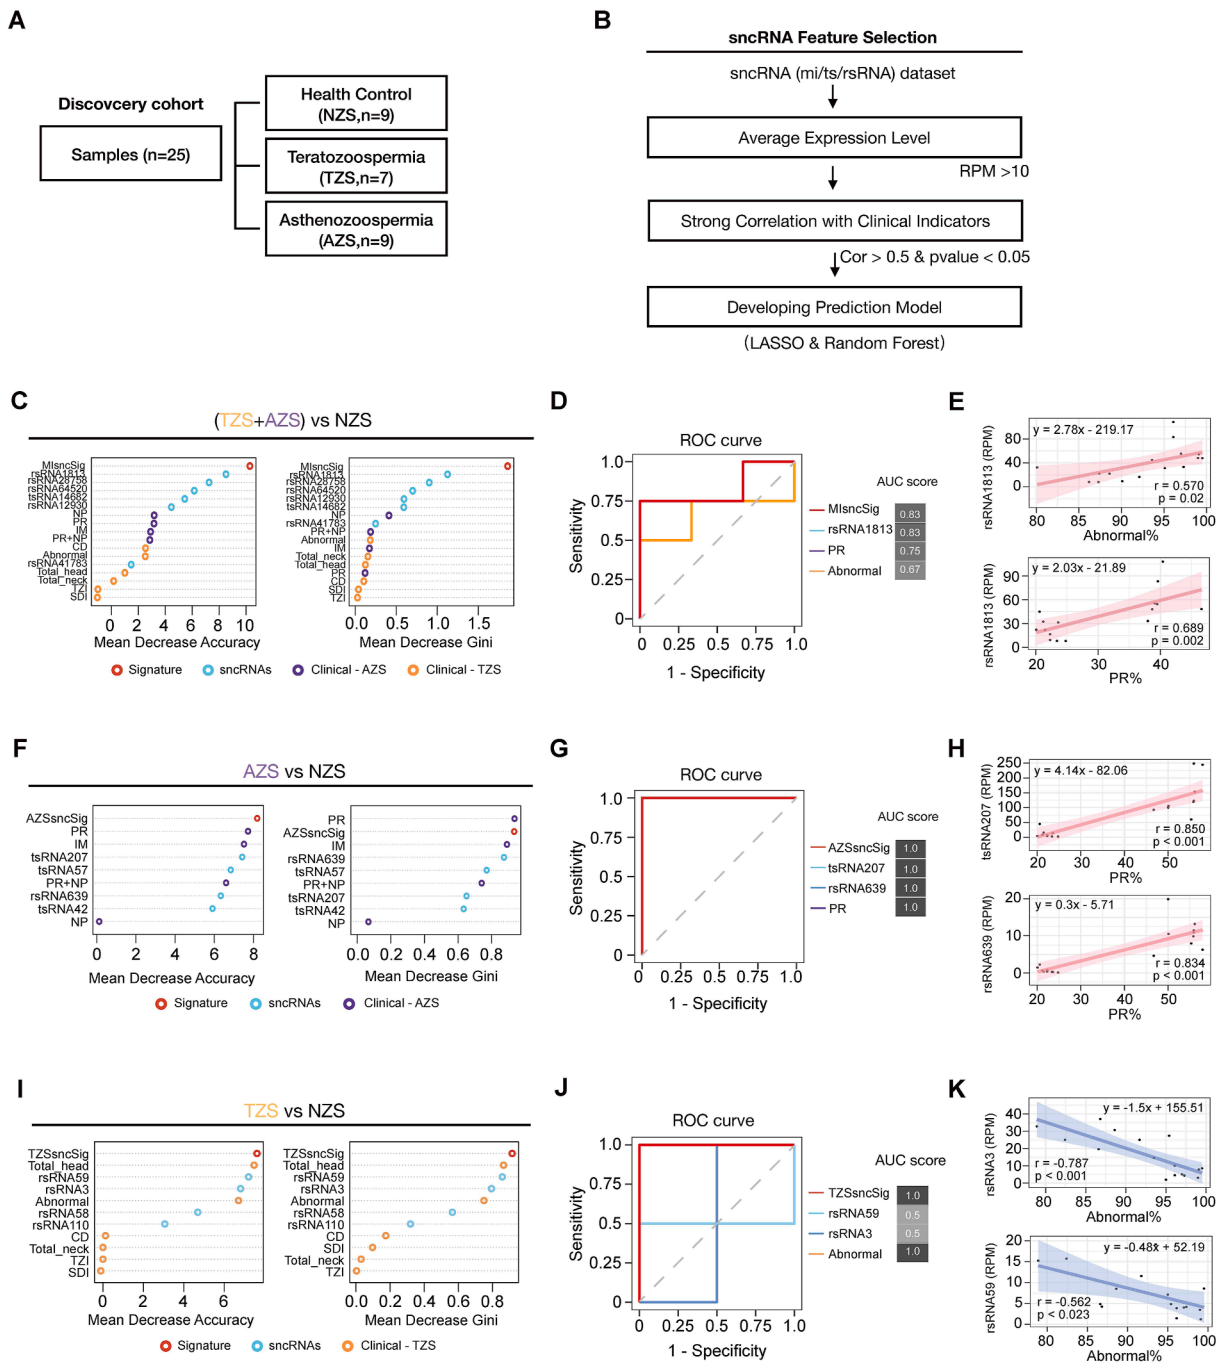 A
Discovcery cohort
Samples (n=25)
Health Control
(NZS,n=9)
Teratozoospermia
(TZS,n=7)
Asthenozoospermia
(AZS,n=9)
B
sncRNA Feature Selection
sncRNA (mi/ts/rsRNA) dataset
Average Expression Level
RPM >10
Strong Correlation with Clinical Indicators
Cor > 0.5 & pvalue < 0.05
Developing Prediction Model
(LASSO & Random Forest)
C
(TZS+AZS) vs NZS
MIsncSig
rsRNA1813
rsRNA28758
rsRNA64520
tsRNA14682
rsRNA12930
NP
PR
IM
PR+NP
CD
Abnormal
rsRNA41783
Total_head
Total_neck
TZI
SDI
0 2 4 6 8 10
Mean Decrease Accuracy
MIsncSig
rsRNA1813
rsRNA28758
rsRNA64520
rsRNA12930
tsRNA14682
NP
rsRNA41783
PR+NP
Abnormal
IM
Total_neck
Total_head
PR
CD
SDI
TZI
0.0 0.5 1.0 1.5
Mean Decrease Gini
Signature sncRNAs Clinical - AZS Clinical - TZS
D
ROC curve
Sensitivity
1.0
0.75
0.5
0.25
0
0 0.25 0.5 0.75 1.0
1 - Specificity
AUC score
MIsncSig 0.83
rsRNA1813 0.83
PR 0.75
Abnormal 0.67
E
rsRNA1813 (RPM)
80
40
0
y = 2.78x - 219.17
r = 0.570
p = 0.02
80 85 90 95 100
Abnormal%
rsRNA1813 (RPM)
90
60
30
0
y = 2.03x - 21.89
r = 0.689
p = 0.002
20 30 40
PR%
F
AZS vs NZS
AZSsncSig
PR
IM
tsRNA207
tsRNA57
PR+NP
rsRNA639
tsRNA42
NP
0 2 4 6 8
Mean Decrease Accuracy
PR
AZSsncSig
IM
rsRNA639
tsRNA57
PR+NP
tsRNA207
tsRNA42
NP
0.0 0.2 0.4 0.6 0.8
Mean Decrease Gini
Signature sncRNAs Clinical - AZS
G
ROC curve
Sensitivity
1.0
0.75
0.5
0.25
0
0 0.25 0.5 0.75 1.0
1 - Specificity
AUC score
AZSsncSig 1.0
tsRNA207 1.0
rsRNA639 1.0
PR 1.0
H
tsRNA207 (RPM)
250
200
150
100
50
0
y = 4.14x - 82.06
r = 0.850
p < 0.001
20 30 40 50
PR%
rsRNA639 (RPM)
20
10
0
y = 0.3x - 5.71
r = 0.834
p < 0.001
20 30 40 50
PR%
I
TZS vs NZS
TZSsncSig
Total_head
rsRNA59
rsRNA3
Abnormal
rsRNA58
rsRNA110
CD
Total_neck
TZI
SDI
0 2 4 6
Mean Decrease Accuracy
TZSsncSig
Total_head
rsRNA59
rsRNA3
Abnormal
rsRNA58
rsRNA110
CD
SDI
Total_neck
TZI
0.0 0.2 0.4 0.6 0.8
Mean Decrease Gini
Signature sncRNAs Clinical - TZS
J
ROC curve
Sensitivity
1.0
0.75
0.5
0.25
0
0 0.25 0.5 0.75 1.0
1 - Specificity
AUC score
TZSsncSig 1.0
rsRNA59 0.5
rsRNA3 0.5
Abnormal 1.0
K
rsRNA3 (RPM)
40
30
20
10
0
y = -1.5x + 155.51
r = -0.787
p < 0.001
80 85 90 95 100
Abnormal%
rsRNA59 (RPM)
20
15
10
5
0
y = -0.48x + 52.19
r = -0.562
p < 0.023
80 85 90 95 100
Abnormal%